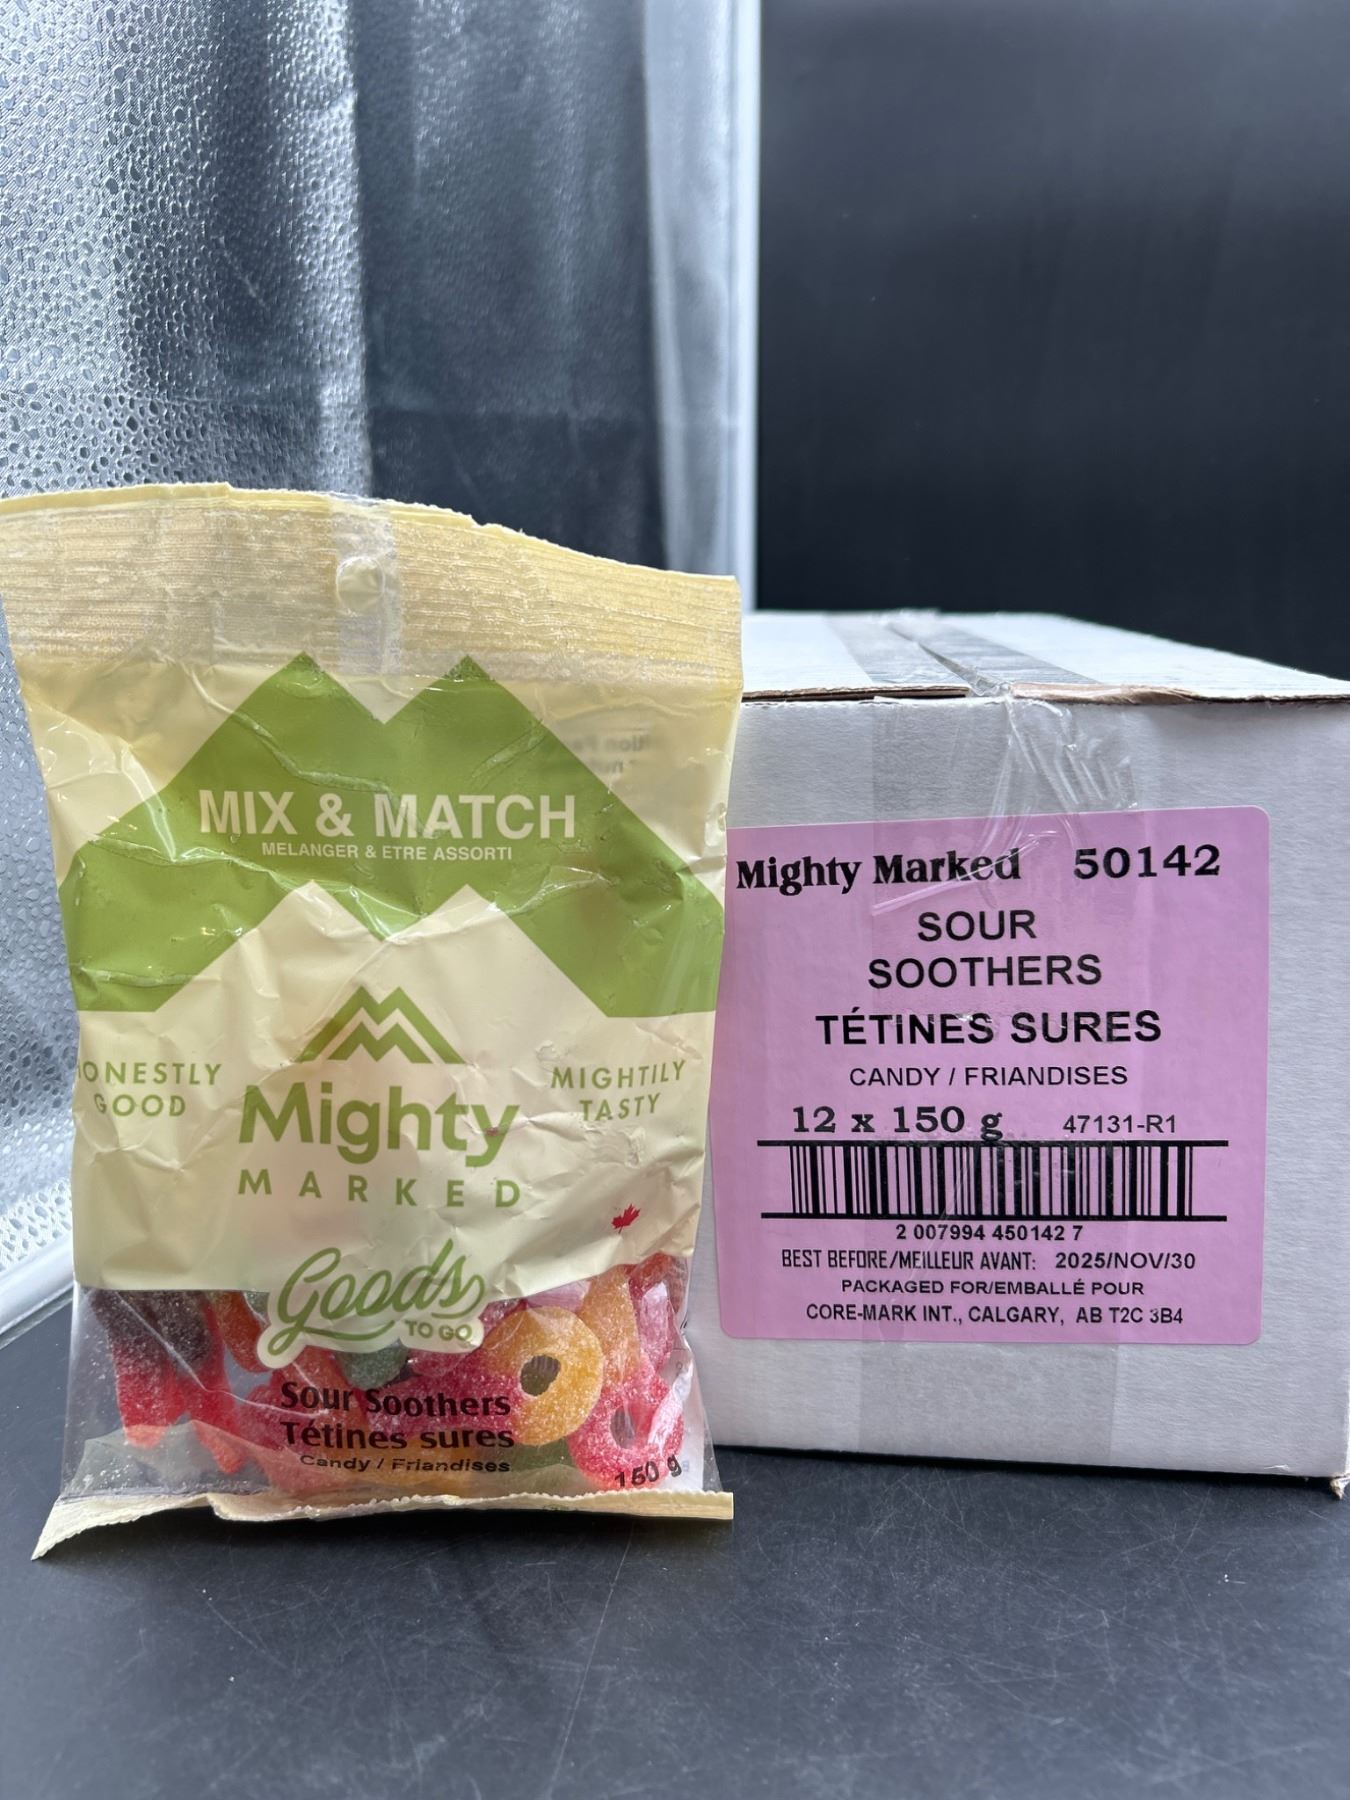 MIX & MATCH
MELANGER & ETRE ASSORTI
ONESTLY
GOOD
MIGHTILY
TASTY
Mighty
MARKED
Goods
TO GO
Sour Soothers
Tétines sures
Candy / Friandises
150 g
Mighty Marked 50142
SOUR
SOOTHERS
TÉTINES SURES
CANDY / FRIANDISES
12 x 150 g 47131-R1
2 007994 450142 7
BEST BEFORE/MEILLEUR AVANT: 2025/NOV/30
PACKAGED FOR/EMBALLÉ POUR
CORE-MARK INT., CALGARY, AB T2C 3B4